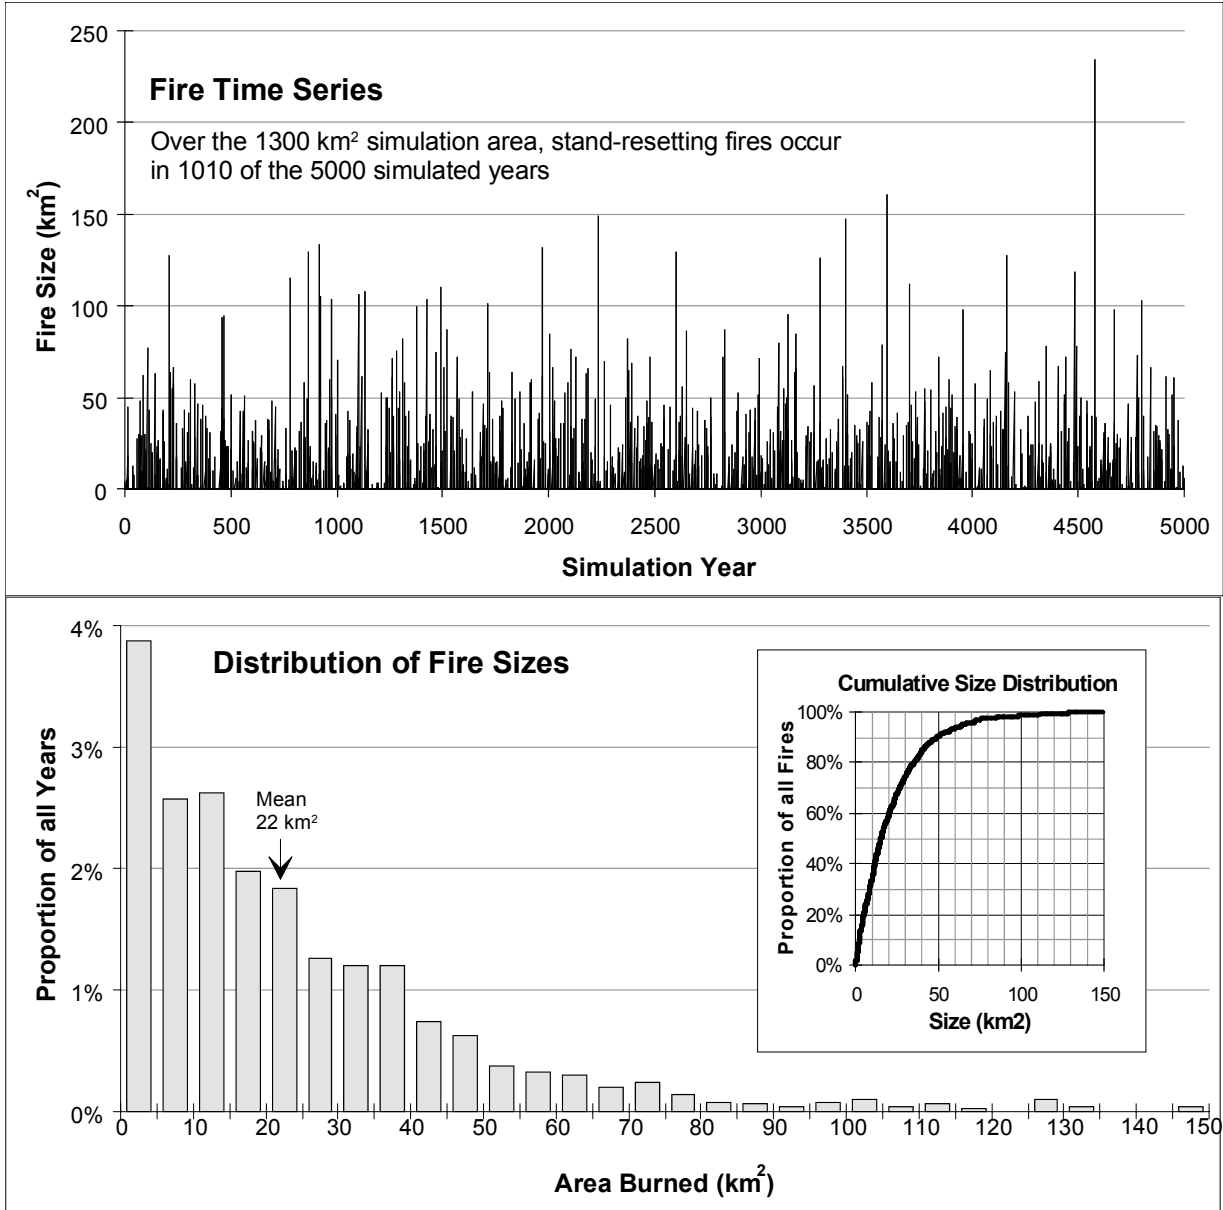 250
200
150
100
50
0
Fire Size (km²)
Fire Time Series
Over the 1300 km² simulation area, stand-resetting fires occur
in 1010 of the 5000 simulated years
0 500 1000 1500 2000 2500 3000 3500 4000 4500 5000
Simulation Year
4%
3%
2%
1%
0%
Proportion of all Years
Distribution of Fire Sizes
Mean
22 km²
Cumulative Size Distribution
100%
80%
60%
40%
20%
0%
Proportion of all Fires
0 50 100 150
Size (km2)
0 10 20 30 40 50 60 70 80 90 100 110 120 130 140 150
Area Burned (km²)